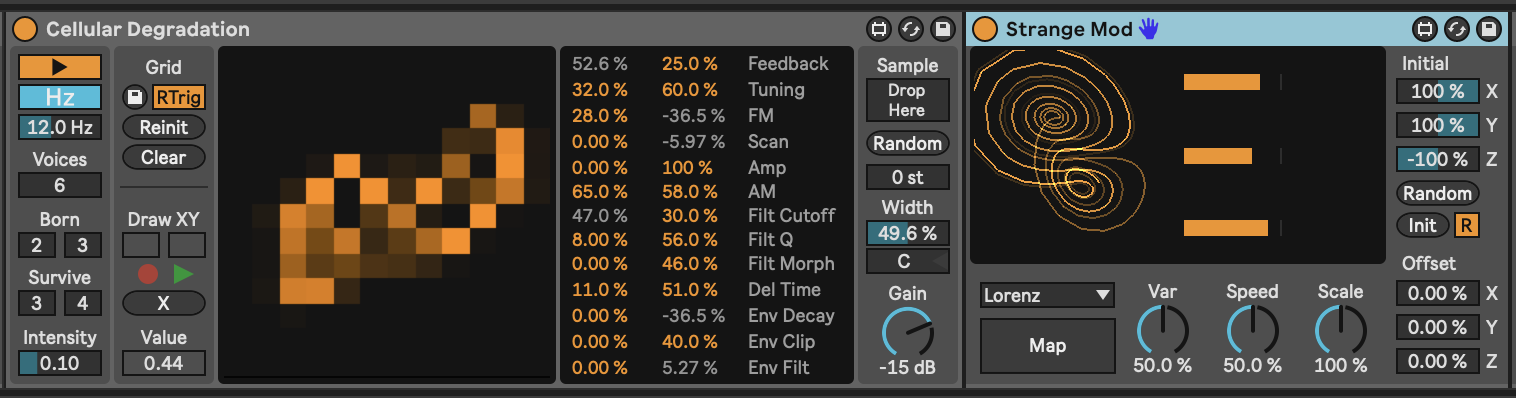 Cellular Degradation
Hz
12.0 Hz
Voices
6
Born
2 3
Survive
3 4
Intensity
0.10
Grid
RTrig
Reinit
Clear
Draw XY
X
Value
0.44
52.6 % 25.0 % Feedback
32.0 % 60.0 % Tuning
28.0 % -36.5 % FM
0.00 % -5.97 % Scan
0.00 % 100 % Amp
65.0 % 58.0 % AM
47.0 % 30.0 % Filt Cutoff
8.00 % 56.0 % Filt Q
0.00 % 46.0 % Filt Morph
11.0 % 51.0 % Del Time
0.00 % -36.5 % Env Decay
0.00 % 40.0 % Env Clip
0.00 % 5.27 % Env Filt
Sample
Drop
Here
Random
0 st
Width
49.6 %
C
Gain
-15 dB
Strange Mod
Lorenz
Map
Var Speed Scale
50.0 % 50.0 % 100 %
Initial
100 % X
100 % Y
-100 % Z
Random
Init R
Offset
0.00 % X
0.00 % Y
0.00 % Z